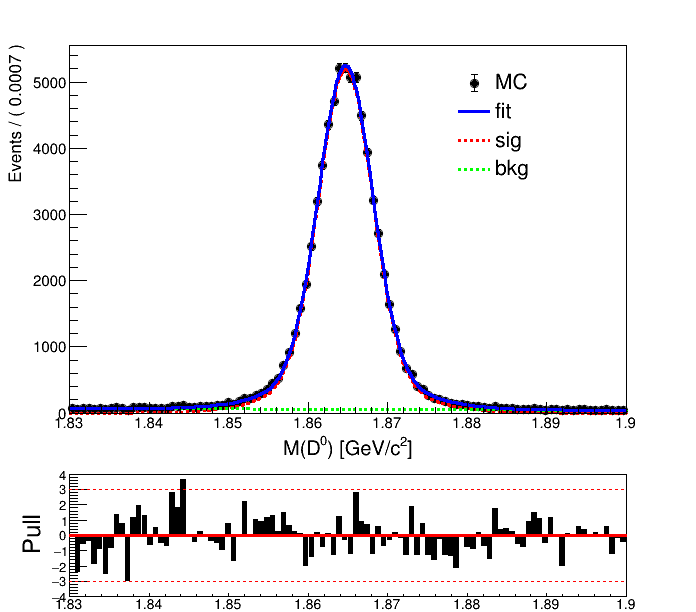 Events / ( 0.0007 )
5000
4000
3000
2000
1000
0
MC
fit
sig
bkg
1.83 1.84 1.85 1.86 1.87 1.88 1.89 1.9
M(D⁰) [GeV/c²]
Pull
4
3
2
1
0
−1
−2
−3
−4
1.83 1.84 1.85 1.86 1.87 1.88 1.89 1.9